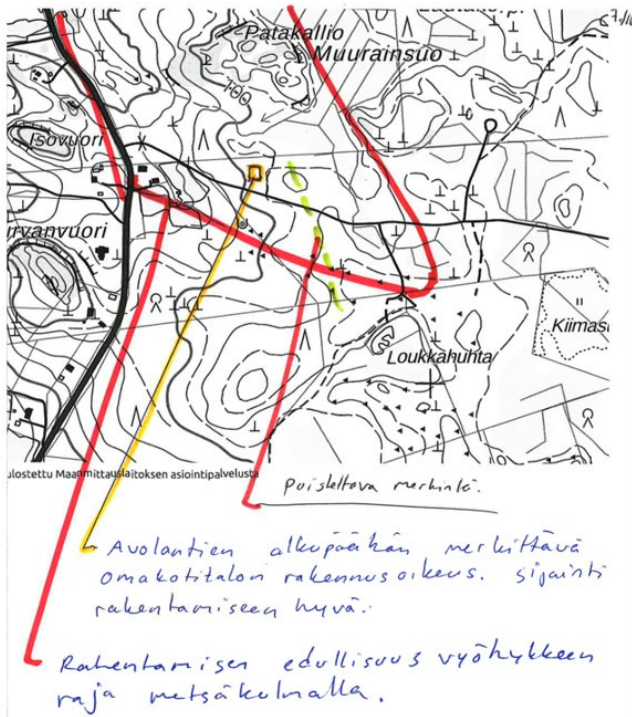 Patakallio
Muurainsuo
100
Isovuori
urvanvuori
Kiimas
Loukkahuhta
ulostettu Maanmittauslaitoksen asiointipalvelusta
Poistettava merkintä.
Avolantien alkupäähän merkittävä
omakotitalon rakennusoikeus. sijainti
rakentamiseen hyvä.
Rakentamisen edullisuus vyöhykkeen
raja metsäkulmalla.